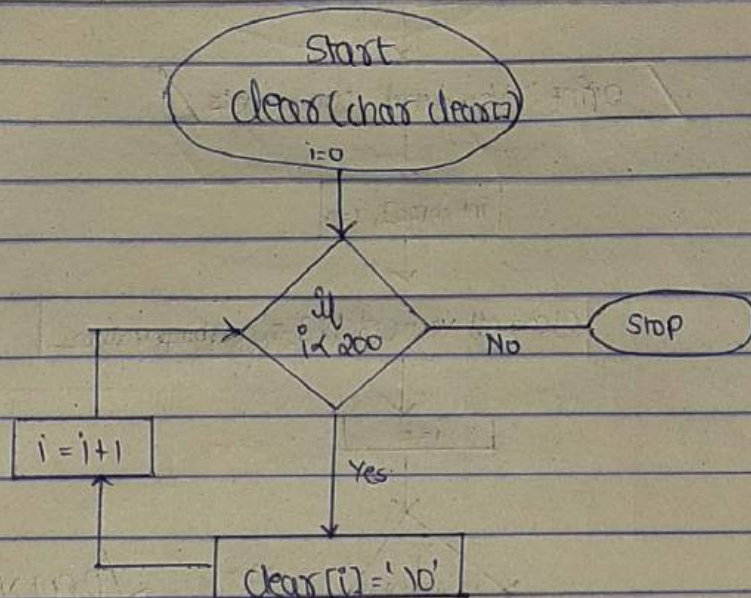 Start
clear(char clear[])
i=0
if
i< 200
No
Stop
i = i+1
Yes
clear[i] = '\0'